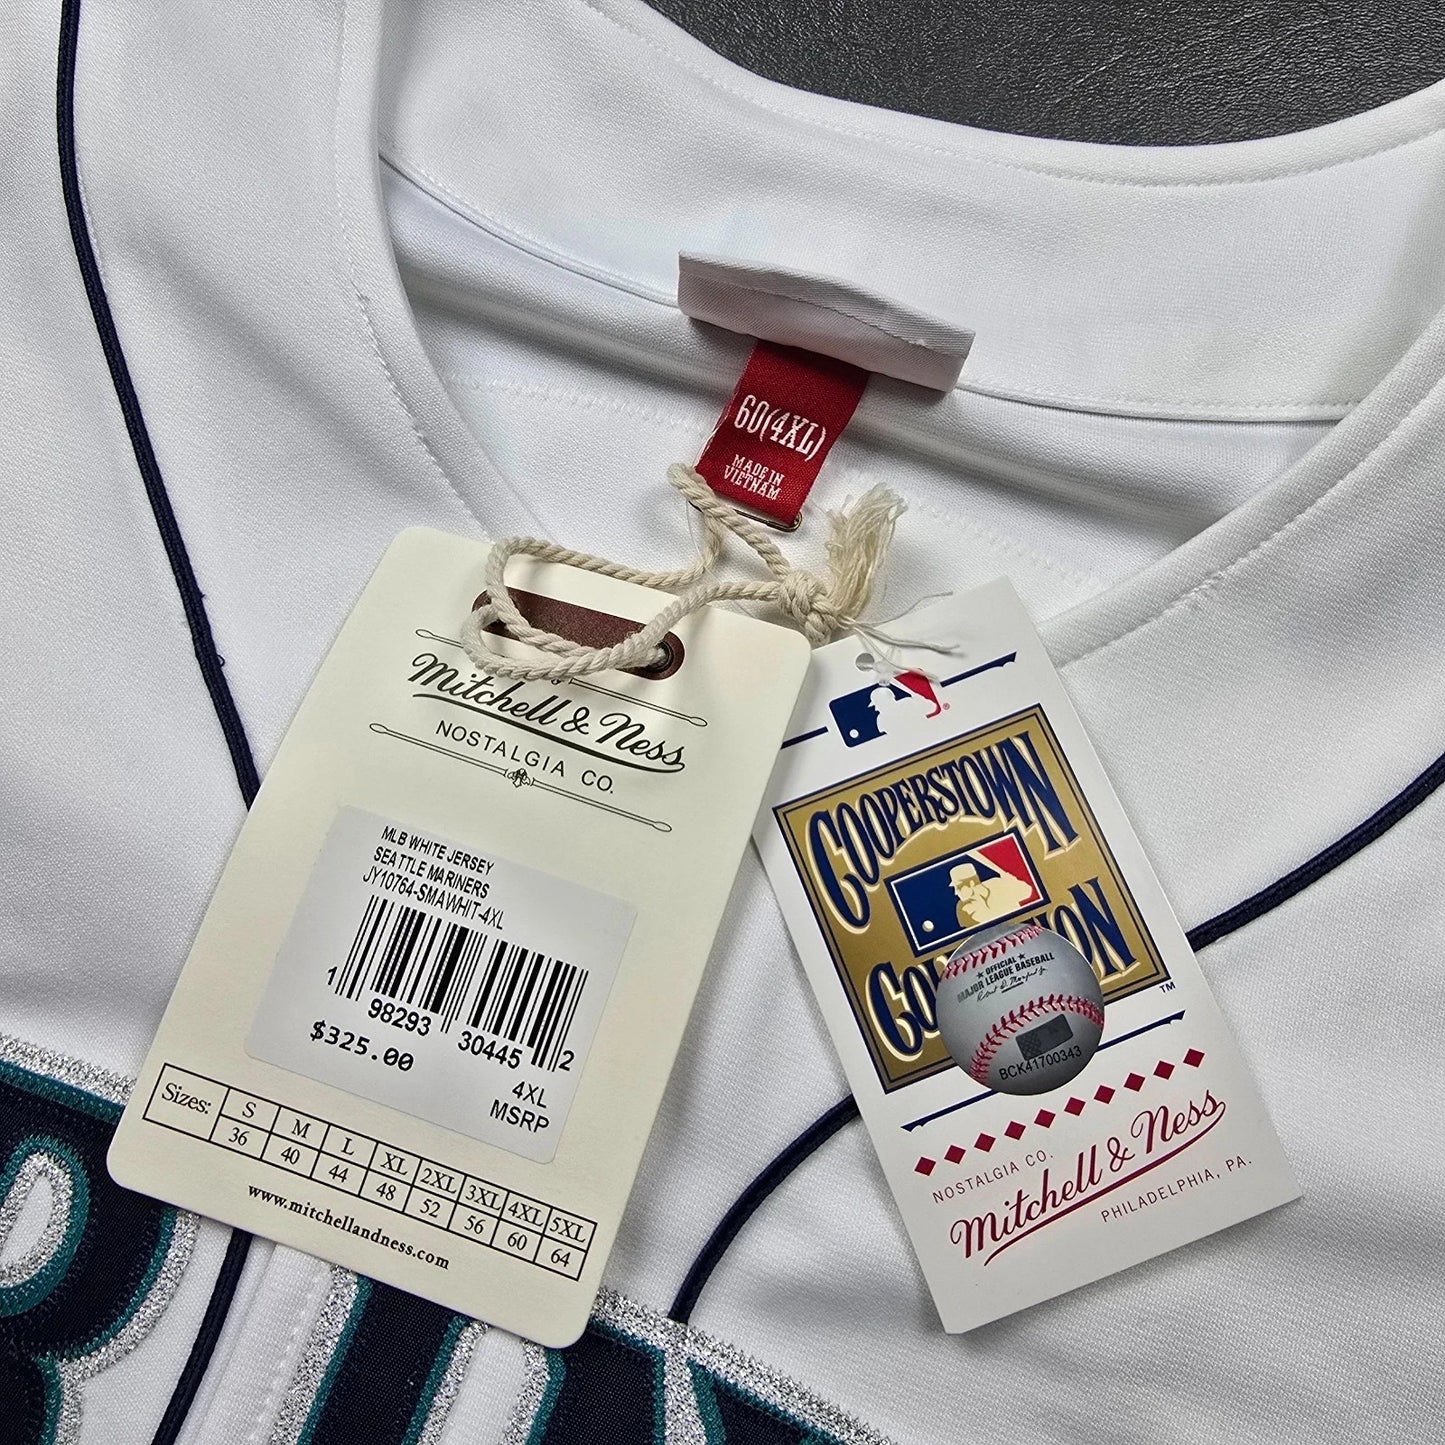 60(4XL)
MADE IN
VIETNAM
Mitchell & Ness
NOSTALGIA CO.
MLB WHITE JERSEY
SEATTLE MARINERS
JY10764-SMAWHIT-4XL
1 98293 30445 2
$325.00
4XL
MSRP
Sizes: S M L XL 2XL 3XL 4XL 5XL
36 40 44 48 52 56 60 64
www.mitchellandness.com
COOPERSTOWN
COLLECTION
TM
★ OFFICIAL ★
MAJOR LEAGUE BASEBALL
BCK41700343
NOSTALGIA CO.
Mitchell & Ness
PHILADELPHIA, PA.